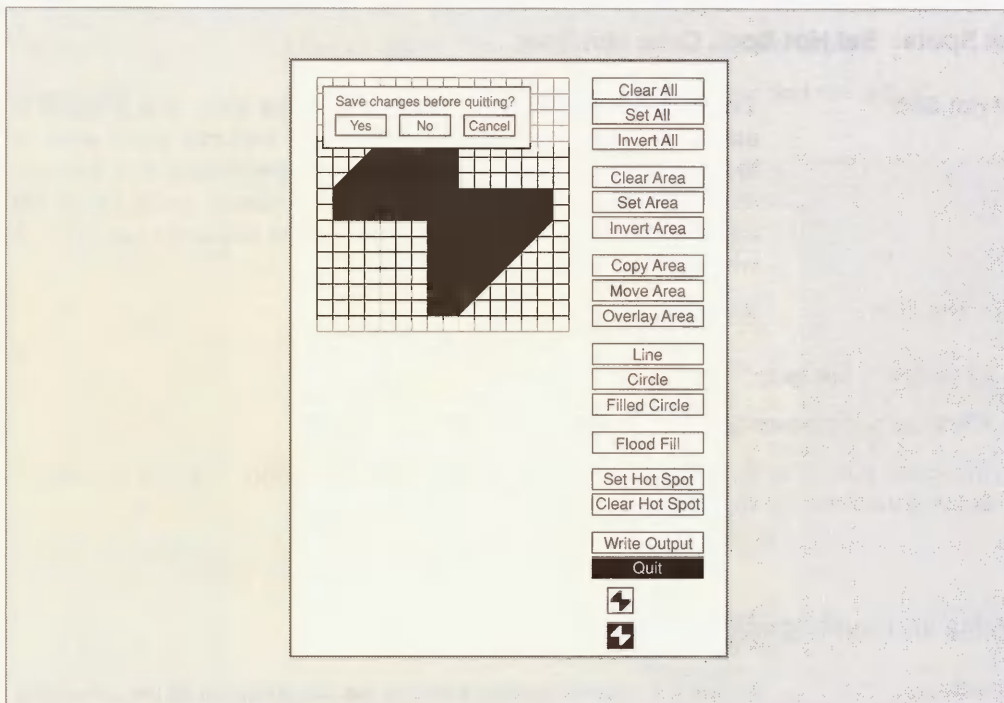 Save changes before quitting?
Yes No Cancel
Clear All
Set All
Invert All
Clear Area
Set Area
Invert Area
Copy Area
Move Area
Overlay Area
Line
Circle
Filled Circle
Flood Fill
Set Hot Spot
Clear Hot Spot
Write Output
Quit